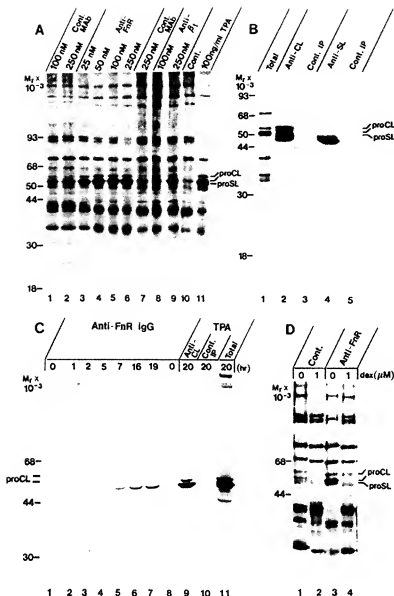 A
Cont. MAb
Anti-FnR
Cont. MAb
Anti-β1
100 nM
250 nM
25 nM
50 nM
100 nM
250 nM
250 nM
100 nM
250 nM
Cont.
100ng/ml TPA
Mr x 10-3
93-
68-
50-
44-
30-
18-
proCL
proSL
1 2 3 4 5 6 7 8 9 10 11
B
Total
Anti-CL
Cont. IP
Anti-SL
Cont. IP
Mr x 10-3
93-
68-
50-
44-
30-
18-
proCL
proSL
1 2 3 4 5
C
Anti-FnR IgG
Anti-CL
Cont. IP
TPA
Total
0 1 2 5 7 16 19 0 20 20 20 (hr)
Mr x 10-3
68-
proCL
44-
30-
1 2 3 4 5 6 7 8 9 10 11
D
Cont.
Anti-FnR
0 1 0 1 dex(μM)
Mr x 10-3
68-
44-
proCL
proSL
1 2 3 4